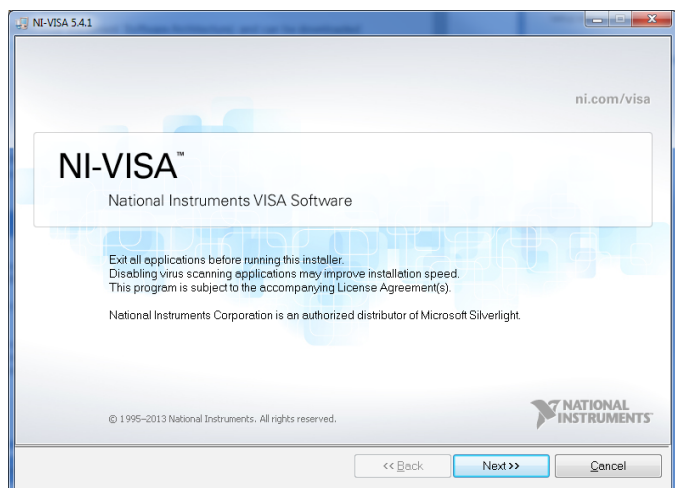 NI-VISA 5.4.1
ni.com/visa
NI-VISA™
National Instruments VISA Software
Exit all applications before running this installer.
Disabling virus scanning applications may improve installation speed.
This program is subject to the accompanying License Agreement(s).
National Instruments Corporation is an authorized distributor of Microsoft Silverlight.
© 1995–2013 National Instruments. All rights reserved.
NATIONAL
INSTRUMENTS
<< Back
Next >>
Cancel